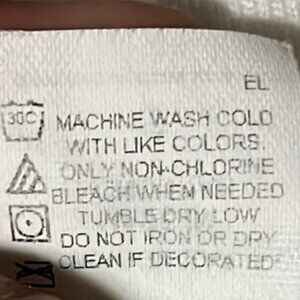 EL
30C MACHINE WASH COLD
WITH LIKE COLORS.
ONLY NON-CHLORINE
BLEACH WHEN NEEDED
TUMBLE DRY LOW
DO NOT IRON OR DRY
CLEAN IF DECORATED